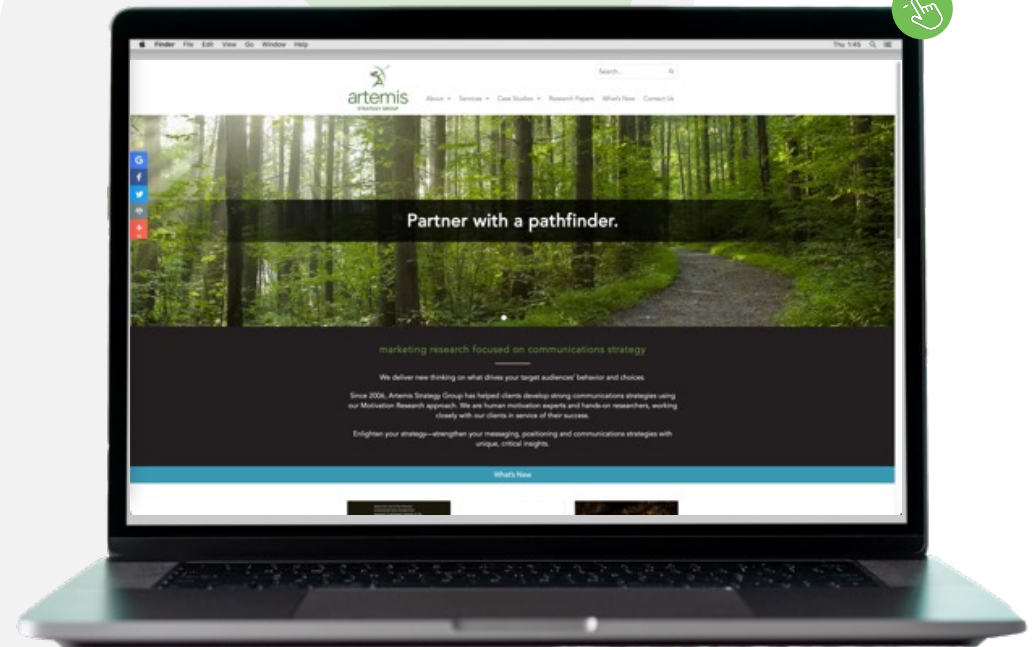 Finder File Edit View Go Window Help
Thu 1:45
artemis
STRATEGY GROUP
Search...
About Services Case Studies Research Papers What's New Contact Us
G
f
Partner with a pathfinder.
marketing research focused on communications strategy
We deliver new thinking on what drives your target audiences' behavior and choices.
Since 2006, Artemis Strategy Group has helped clients develop strong communications strategies using
our Motivation Research approach. We are human motivation experts and hands-on researchers, working
closely with our clients in service of their success.
Enlighten your strategy—strengthen your messaging, positioning and communications strategies with
unique, critical insights.
What's New